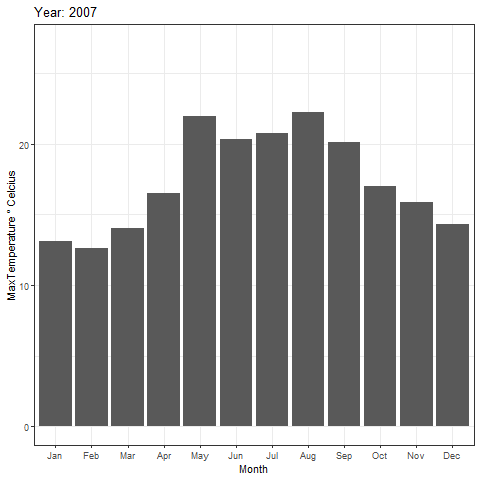 Year: 2007
MaxTemperature ° Celcius
20
10
0
Jan Feb Mar Apr May Jun Jul Aug Sep Oct Nov Dec
Month